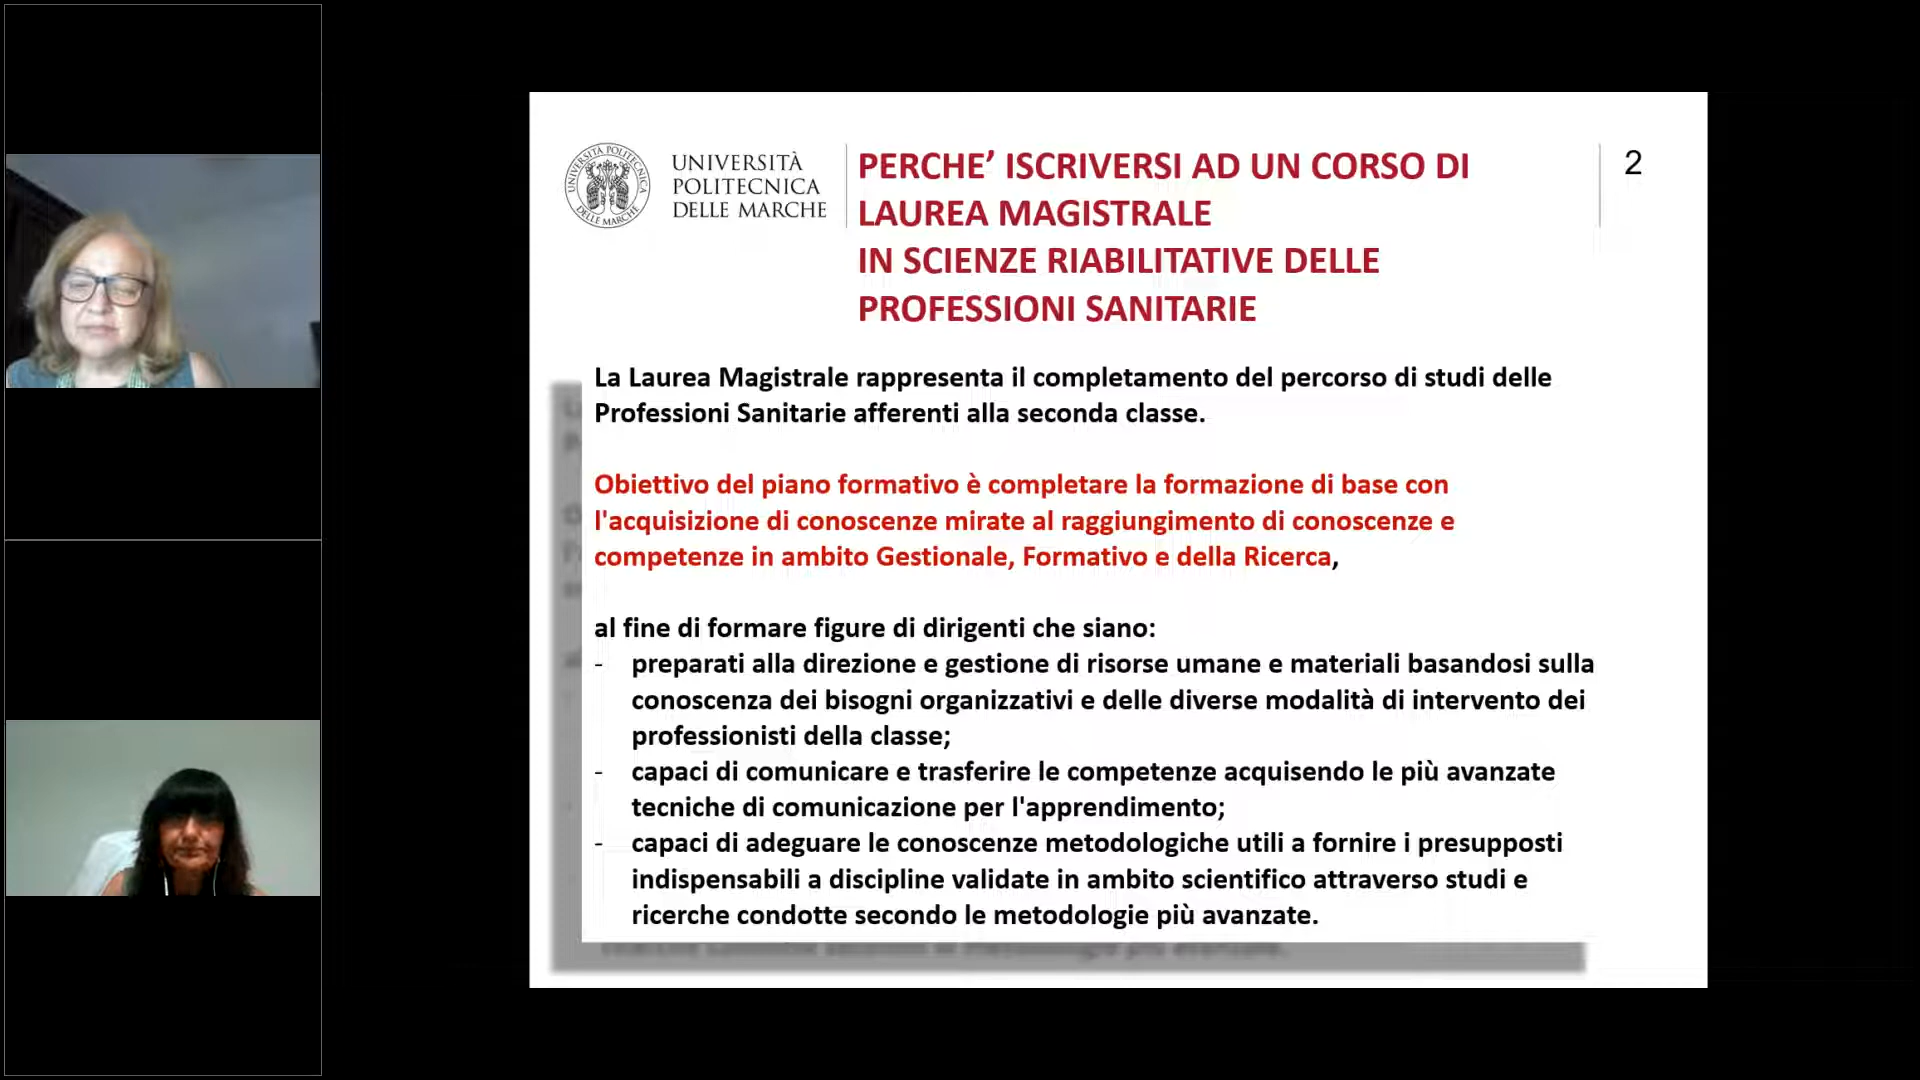 UNIVERSITÀ POLITECNICA
DELLE MARCHE
UNIVERSITÀ
POLITECNICA
DELLE MARCHE
PERCHE’ ISCRIVERSI AD UN CORSO DI
LAUREA MAGISTRALE
IN SCIENZE RIABILITATIVE DELLE
PROFESSIONI SANITARIE
2
La Laurea Magistrale rappresenta il completamento del percorso di studi delle
Professioni Sanitarie afferenti alla seconda classe.
Obiettivo del piano formativo è completare la formazione di base con
l'acquisizione di conoscenze mirate al raggiungimento di conoscenze e
competenze in ambito Gestionale, Formativo e della Ricerca,
al fine di formare figure di dirigenti che siano:
- preparati alla direzione e gestione di risorse umane e materiali basandosi sulla
conoscenza dei bisogni organizzativi e delle diverse modalità di intervento dei
professionisti della classe;
- capaci di comunicare e trasferire le competenze acquisendo le più avanzate
tecniche di comunicazione per l'apprendimento;
- capaci di adeguare le conoscenze metodologiche utili a fornire i presupposti
indispensabili a discipline validate in ambito scientifico attraverso studi e
ricerche condotte secondo le metodologie più avanzate.